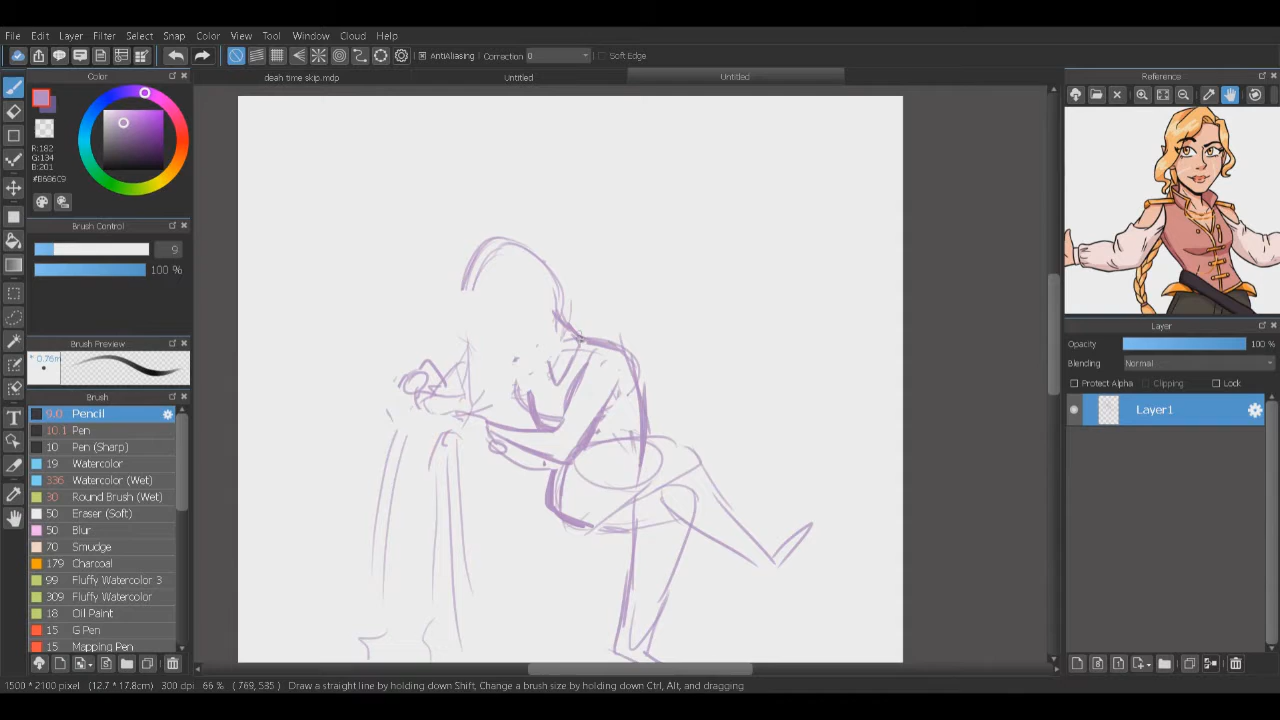 File Edit Layer Filter Select Snap Color View Tool Window Cloud Help
AntiAliasing Correction 0 Soft Edge
Color
deah time skip.mdp Untitled Untitled
Reference
R:182
G:134
B:201
#B686C9
Brush Control
9
100 %
Brush Preview
* 0.76m
Brush
9.0 Pencil
10.1 Pen
10 Pen (Sharp)
19 Watercolor
336 Watercolor (Wet)
30 Round Brush (Wet)
50 Eraser (Soft)
50 Blur
70 Smudge
179 Charcoal
99 Fluffy Watercolor 3
309 Fluffy Watercolor
18 Oil Paint
15 G Pen
15 Mapping Pen
Layer
Opacity 100 %
Blending Normal
Protect Alpha Clipping Lock
Layer1
1500 * 2100 pixel (12.7 * 17.8cm) 300 dpi 66 % ( 769, 535 ) Draw a straight line by holding down Shift, Change a brush size by holding down Ctrl, Alt, and dragging